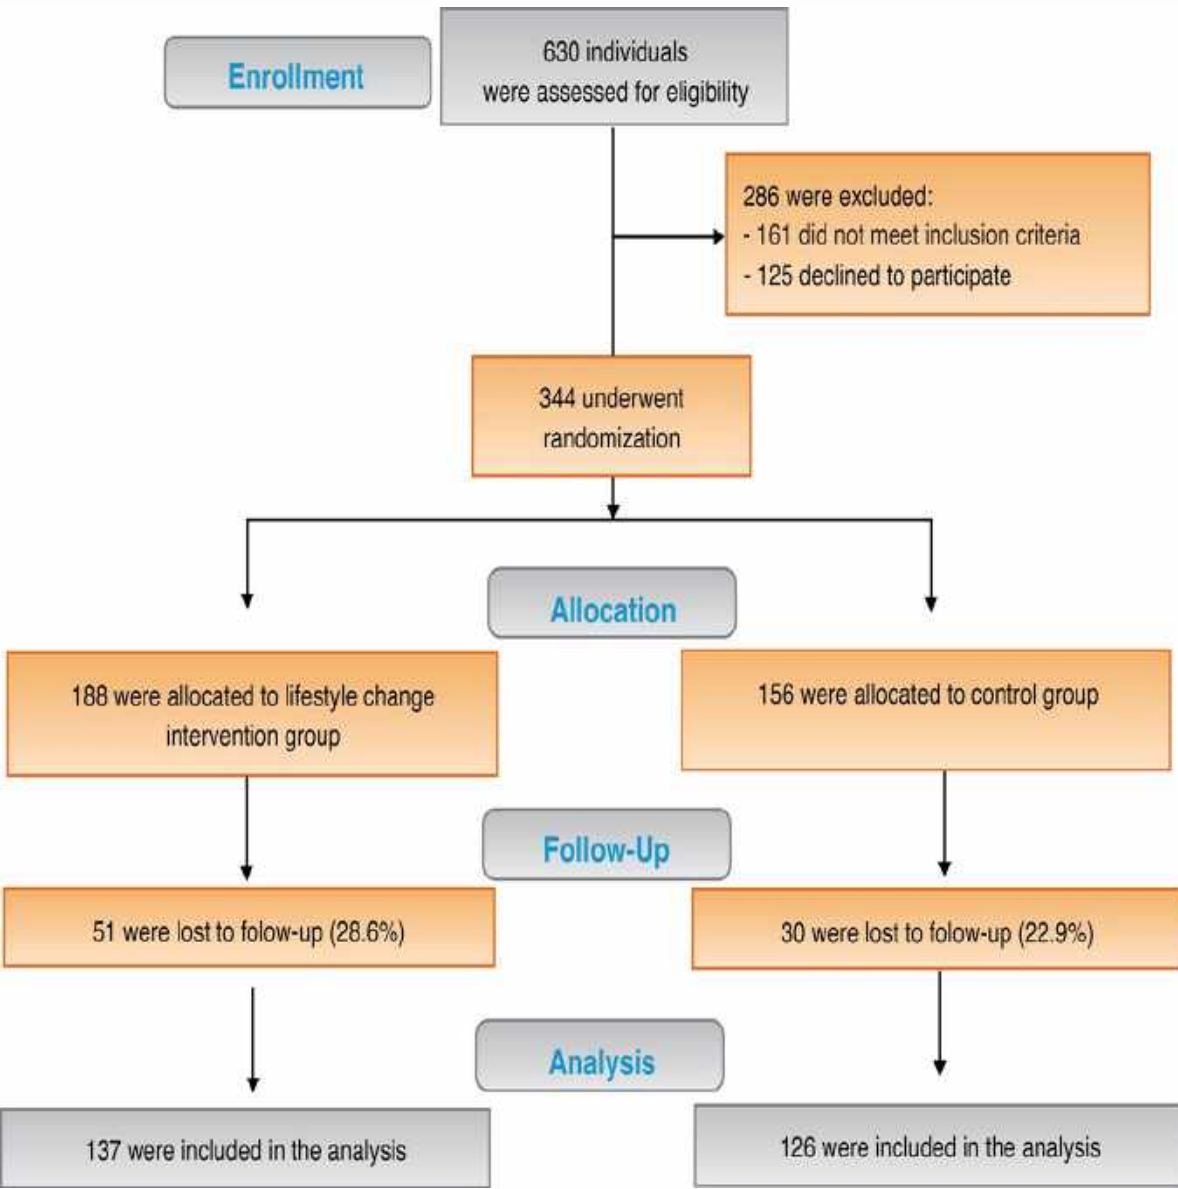 Enrollment
630 individuals
were assessed for eligibility
286 were excluded:
- 161 did not meet inclusion criteria
- 125 declined to participate
344 underwent
randomization
Allocation
188 were allocated to lifestyle change
intervention group
156 were allocated to control group
Follow-Up
51 were lost to folow-up (28.6%)
30 were lost to folow-up (22.9%)
Analysis
137 were included in the analysis
126 were included in the analysis